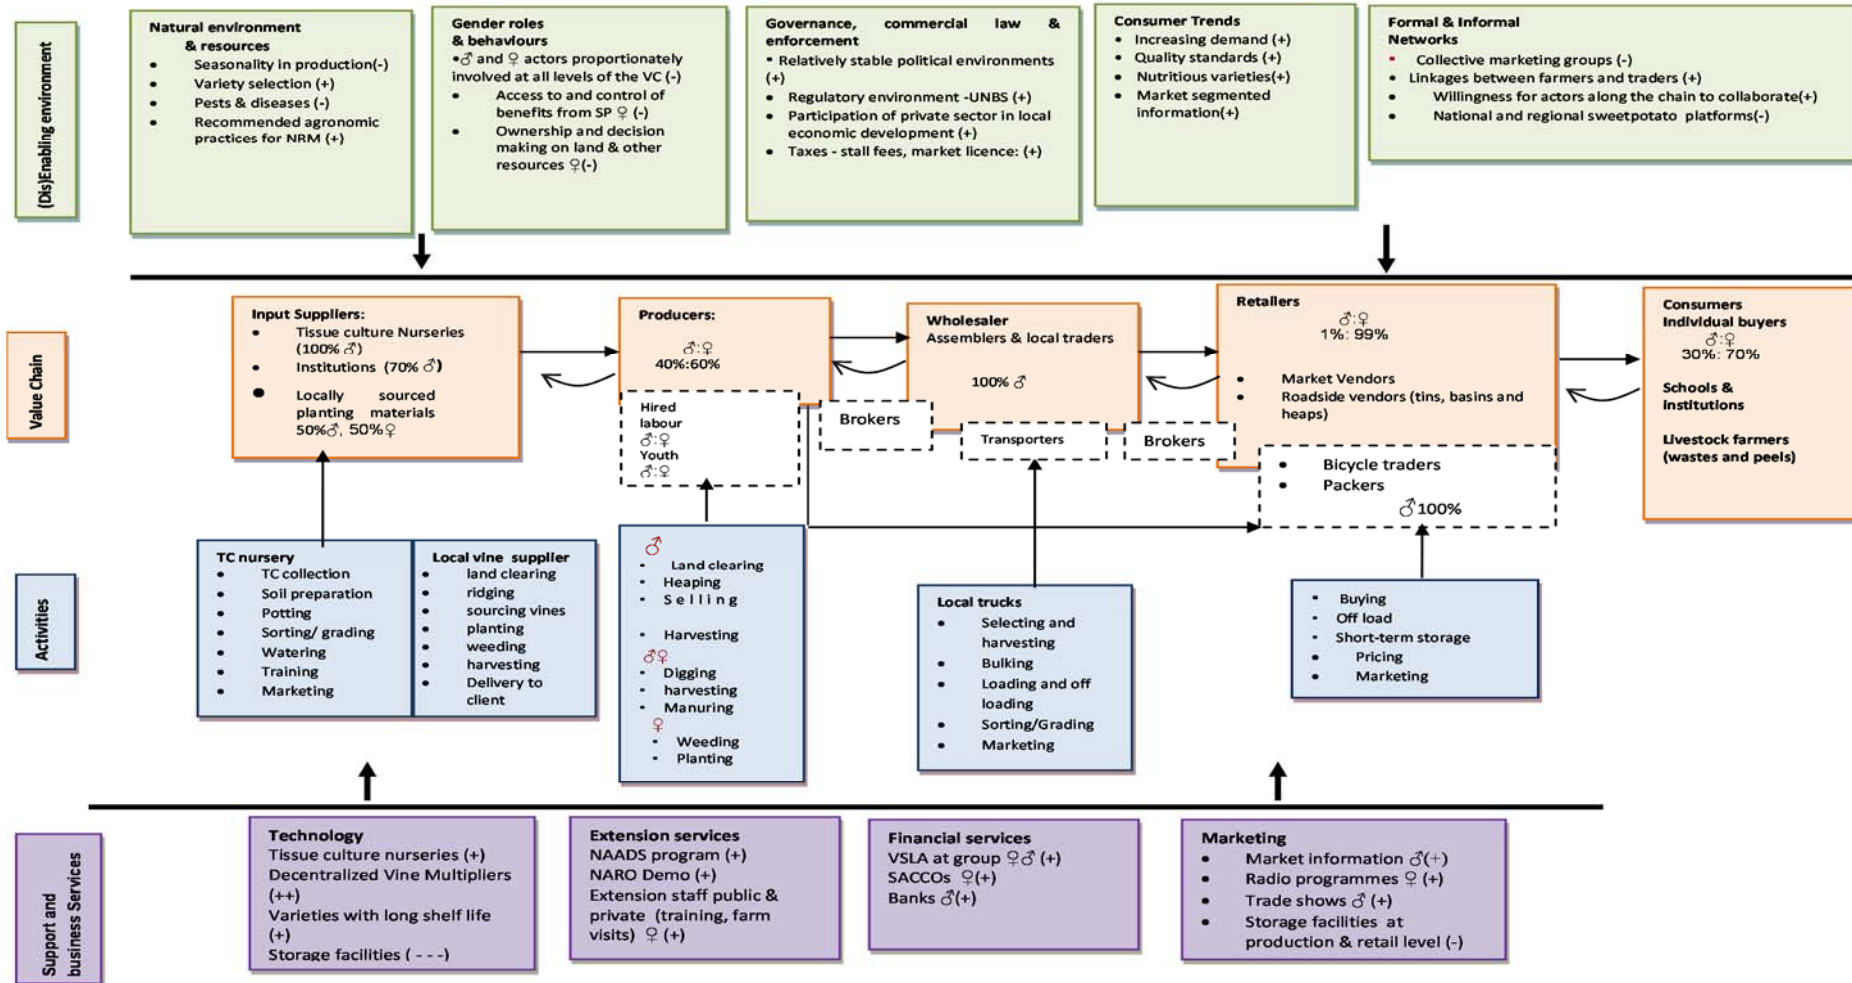 (Dis)Enabling environment
Natural environment
& resources
• Seasonality in production(-)
• Variety selection (+)
• Pests & diseases (-)
• Recommended agronomic
practices for NRM (+)
Gender roles
& behaviours
•♂ and ♀ actors proportionately
involved at all levels of the VC (-)
• Access to and control of
benefits from SP ♀ (-)
• Ownership and decision
making on land & other
resources ♀(-)
Governance, commercial law &
enforcement
• Relatively stable political environments
(+)
• Regulatory environment -UNBS (+)
• Participation of private sector in local
economic development (+)
• Taxes - stall fees, market licence: (+)
Consumer Trends
• Increasing demand (+)
• Quality standards (+)
• Nutritious varieties(+)
• Market segmented
information(+)
Formal & Informal
Networks
• Collective marketing groups (-)
• Linkages between farmers and traders (+)
• Willingness for actors along the chain to collaborate(+)
• National and regional sweetpotato platforms(-)
Value Chain
Input Suppliers:
• Tissue culture Nurseries
(100% ♂)
• Institutions (70% ♂)
• Locally sourced
planting materials
50%♂, 50%♀
Producers:
♂:♀
40%:60%
Hired
labour
♂:♀
Youth
♂:♀
Brokers
Wholesaler
Assemblers & local traders
100% ♂
Transporters
Brokers
Retailers
♂:♀
1%: 99%
• Market Vendors
• Roadside vendors (tins, basins and
heaps)
• Bicycle traders
• Packers
♂100%
Consumers
Individual buyers
♂:♀
30%: 70%
Schools &
institutions
Livestock farmers
(wastes and peels)
Activities
TC nursery
• TC collection
• Soil preparation
• Potting
• Sorting/ grading
• Watering
• Training
• Marketing
Local vine supplier
• land clearing
• ridging
• sourcing vines
• planting
• weeding
• harvesting
• Delivery to
client
♂
• Land clearing
• Heaping
• Selling
• Harvesting
♂♀
• Digging
• harvesting
• Manuring
♀
• Weeding
• Planting
Local trucks
• Selecting and
harvesting
• Bulking
• Loading and off
loading
• Sorting/Grading
• Marketing
• Buying
• Off load
• Short-term storage
• Pricing
• Marketing
Support and
business Services
Technology
Tissue culture nurseries (+)
Decentralized Vine Multipliers
(++)
Varieties with long shelf life
(+)
Storage facilities ( - - -)
Extension services
NAADS program (+)
NARO Demo (+)
Extension staff public &
private (training, farm
visits) ♀ (+)
Financial services
VSLA at group ♀♂ (+)
SACCOs ♀(+)
Banks ♂(+)
Marketing
• Market information ♂(+)
• Radio programmes ♀ (+)
• Trade shows ♂ (+)
• Storage facilities at
production & retail level (-)